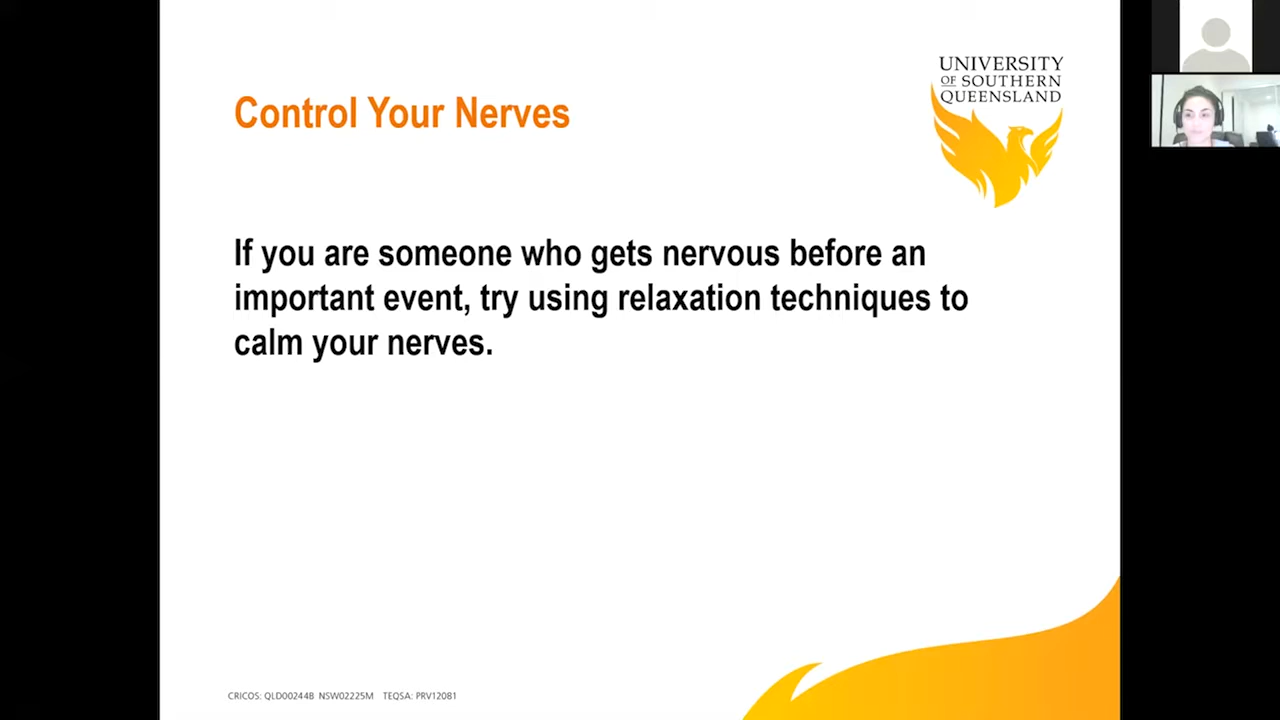 UNIVERSITY
OF SOUTHERN
QUEENSLAND
Control Your Nerves
If you are someone who gets nervous before an
important event, try using relaxation techniques to
calm your nerves.
CRICOS: QLD00244B NSW02225M TEQSA: PRV12081